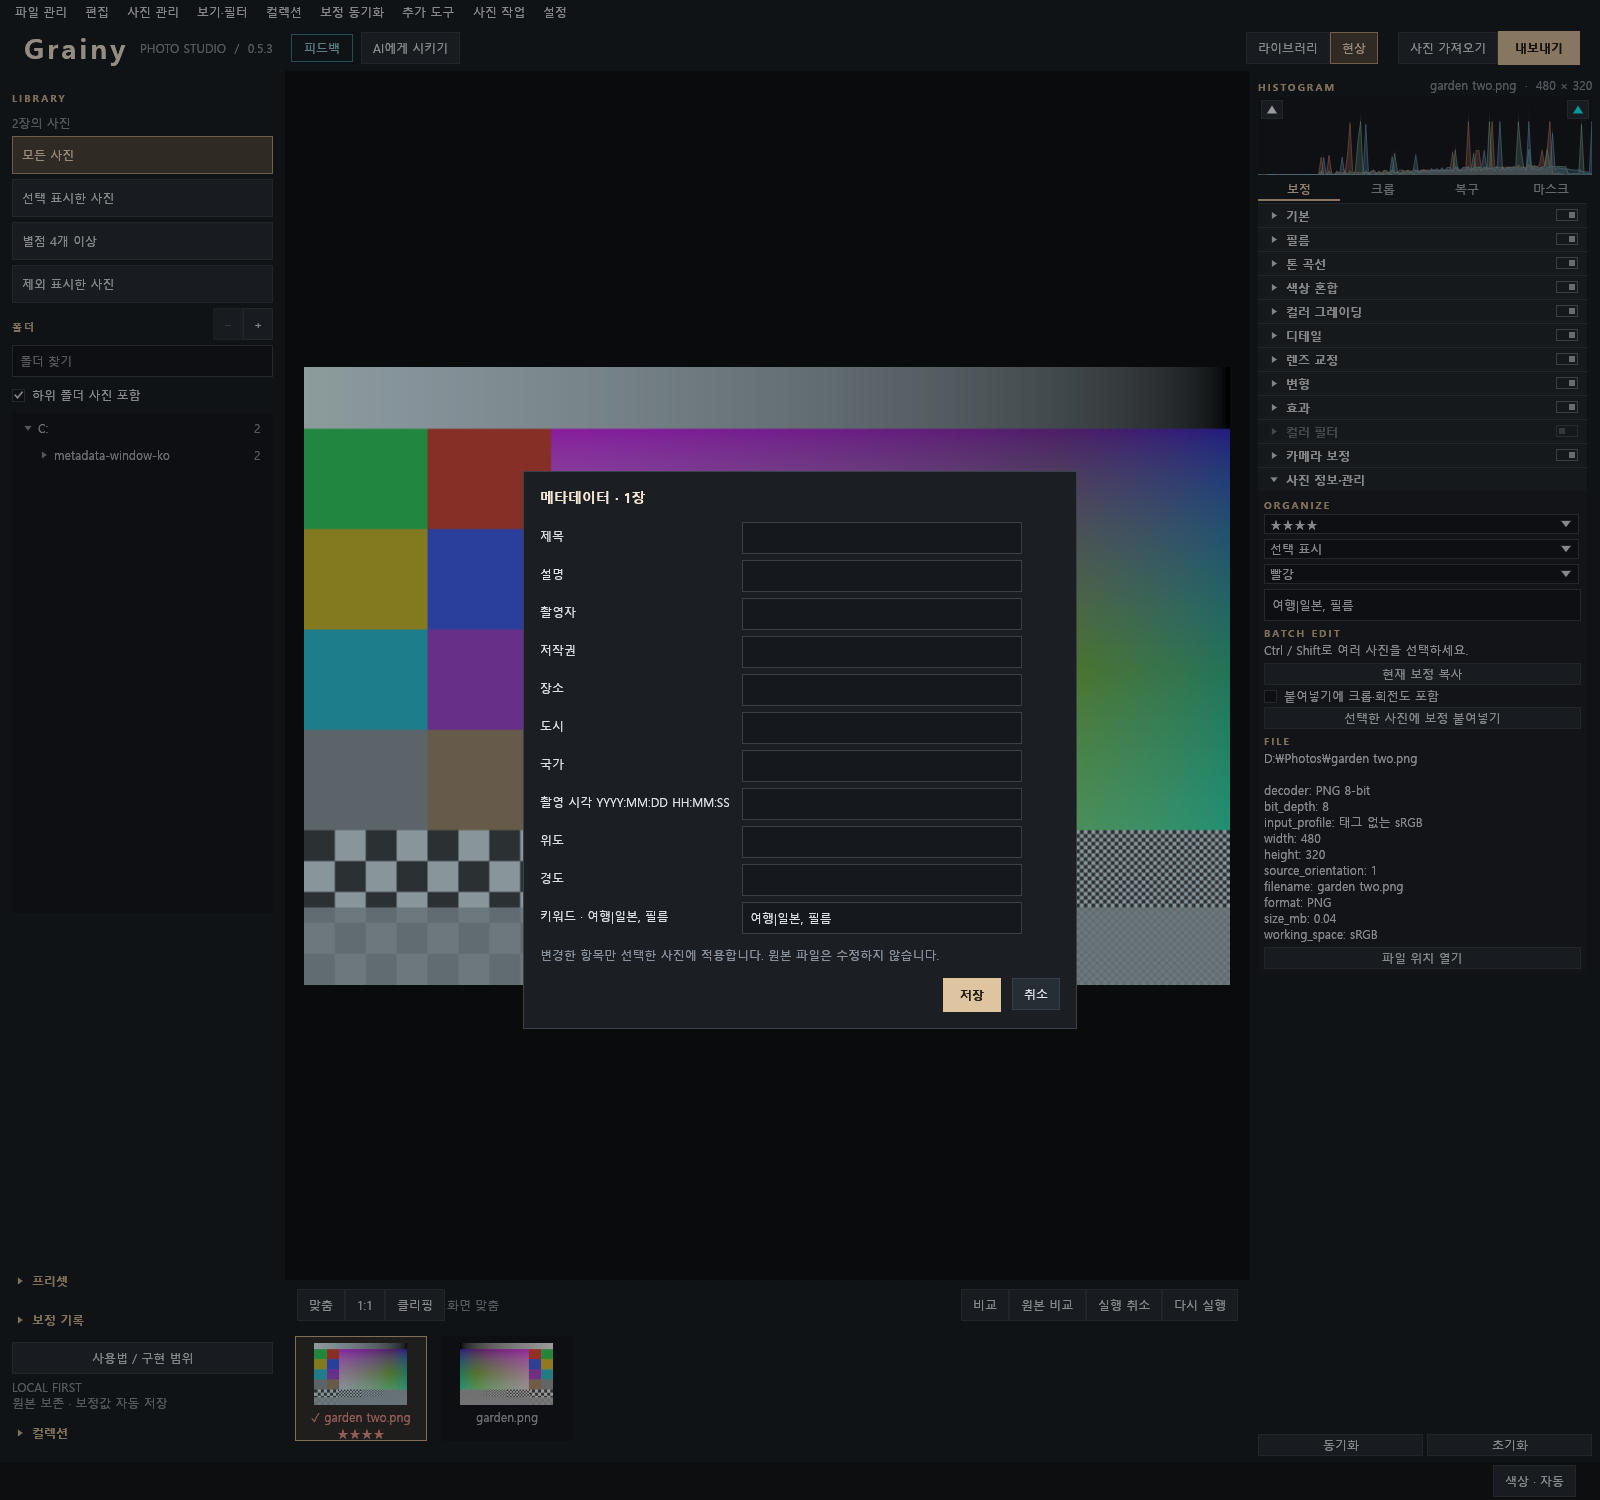 파일 관리 편집 사진 관리 보기·필터 컬렉션 보정 동기화 추가 도구 사진 작업 설정
Grainy PHOTO STUDIO / 0.5.3 피드백 AI에게 시키기 라이브러리 현상 사진 가져오기 내보내기
LIBRARY
2장의 사진
모든 사진
선택 표시한 사진
별점 4개 이상
제외 표시한 사진
폴더 − +
폴더 찾기
하위 폴더 사진 포함
C: 2
metadata-window-ko 2
프리셋
보정 기록
사용법 / 구현 범위
LOCAL FIRST
원본 보존 · 보정값 자동 저장
컬렉션
메타데이터 · 1장
제목
설명
촬영자
저작권
장소
도시
국가
촬영 시각 YYYY:MM:DD HH:MM:SS
위도
경도
키워드 · 여행|일본, 필름 여행|일본, 필름
변경한 항목만 선택한 사진에 적용합니다. 원본 파일은 수정하지 않습니다.
저장 취소
맞춤 1:1 클리핑 화면 맞춤 비교 원본 비교 실행 취소 다시 실행
✓ garden two.png
★★★★
garden.png
HISTOGRAM garden two.png · 480 × 320
보정 크롭 복구 마스크
기본
필름
톤 곡선
색상 혼합
컬러 그레이딩
디테일
렌즈 교정
변형
효과
컬러 필터
카메라 보정
사진 정보·관리
ORGANIZE
★★★★
선택 표시
빨강
여행|일본, 필름
BATCH EDIT
Ctrl / Shift로 여러 사진을 선택하세요.
현재 보정 복사
붙여넣기에 크롭·회전도 포함
선택한 사진에 보정 붙여넣기
FILE
D:₩Photos₩garden two.png
decoder: PNG 8-bit
bit_depth: 8
input_profile: 태그 없는 sRGB
width: 480
height: 320
source_orientation: 1
filename: garden two.png
format: PNG
size_mb: 0.04
working_space: sRGB
파일 위치 열기
동기화 초기화
색상 · 자동